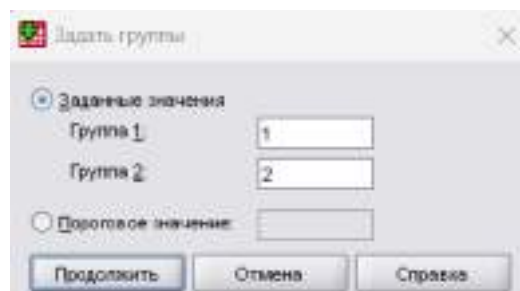 Задать группы
Заданные значения
Группа 1: 1
Группа 2: 2
Пороговое значение:
Продолжить Отмена Справка